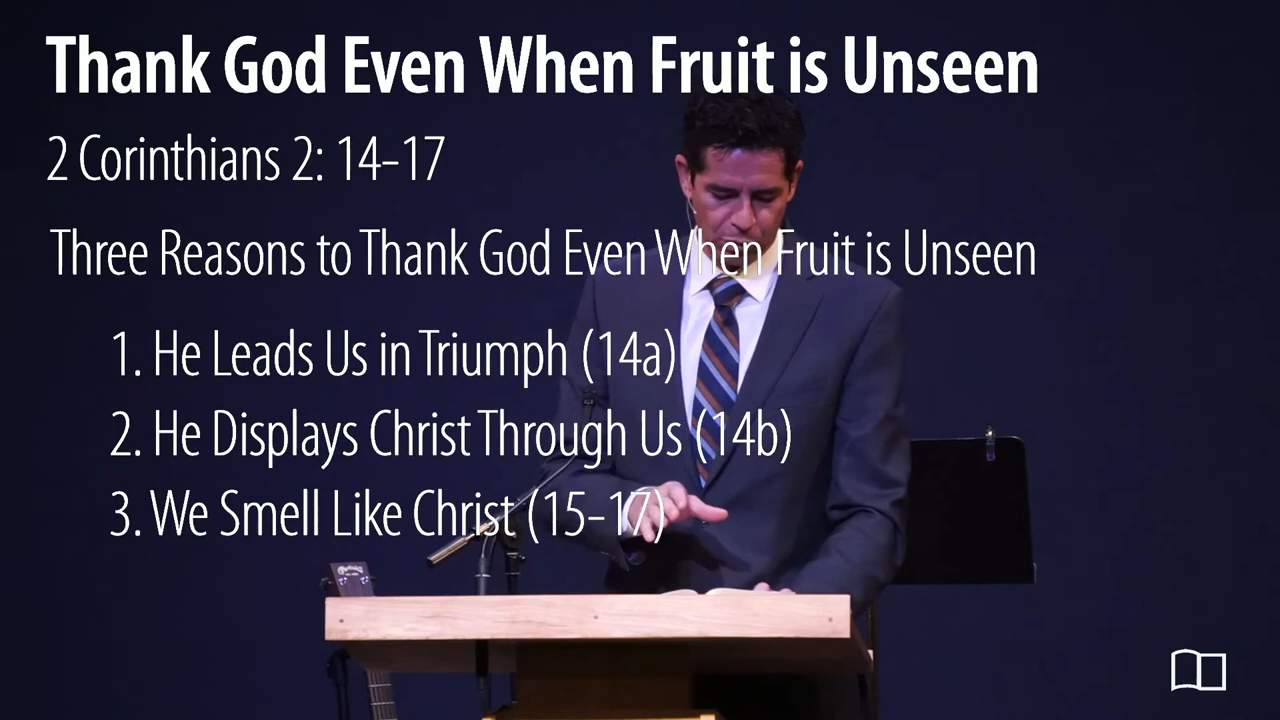 Thank God Even When Fruit is Unseen
2 Corinthians 2: 14-17
Three Reasons to Thank God Even When Fruit is Unseen
1. He Leads Us in Triumph (14a)
2. He Displays Christ Through Us (14b)
3. We Smell Like Christ (15-17)